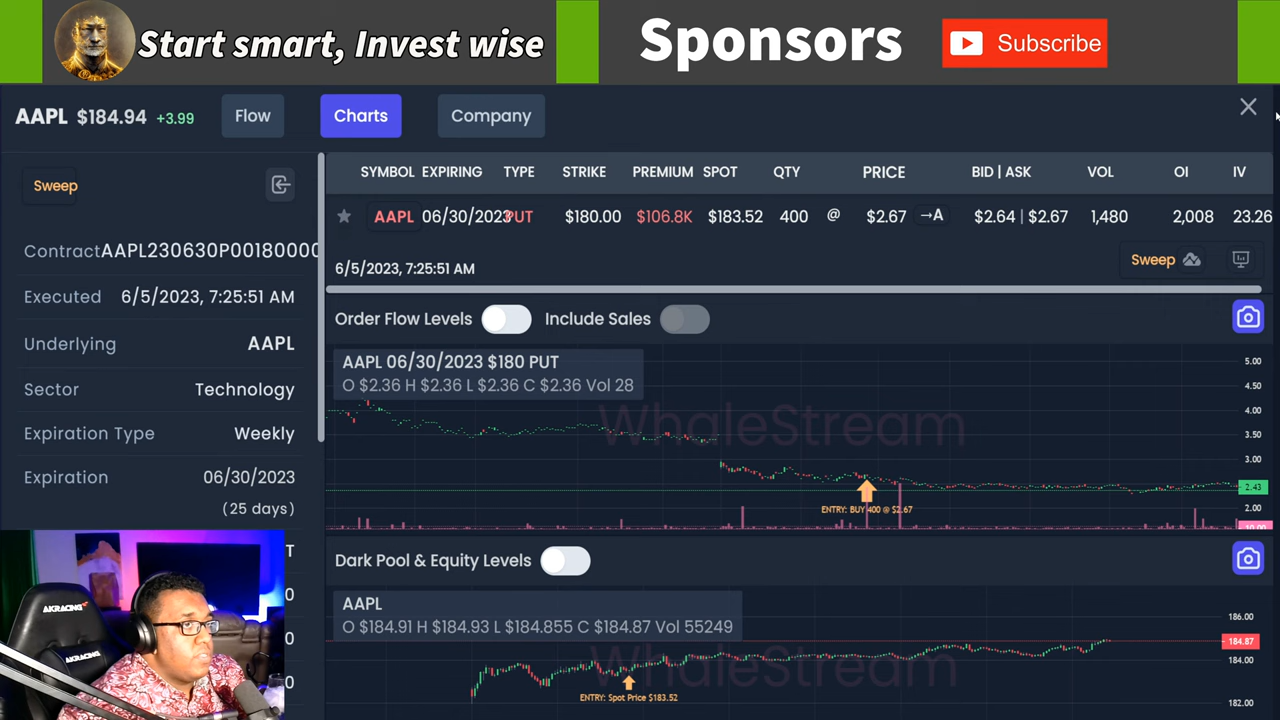 Start smart, Invest wise
Sponsors
Subscribe
AAPL $184.94 +3.99
Flow
Charts
Company
Sweep
Contract AAPL230630P00180000
Executed 6/5/2023, 7:25:51 AM
Underlying AAPL
Sector Technology
Expiration Type Weekly
Expiration 06/30/2023
(25 days)
T
0
0
0
SYMBOL EXPIRING TYPE STRIKE PREMIUM SPOT QTY PRICE BID | ASK VOL OI IV
AAPL 06/30/2023 PUT $180.00 $106.8K $183.52 400 @ $2.67 →A $2.64 | $2.67 1,480 2,008 23.26
Sweep
6/5/2023, 7:25:51 AM
Order Flow Levels Include Sales
AAPL 06/30/2023 $180 PUT
O $2.36 H $2.36 L $2.36 C $2.36 Vol 28
WhaleStream
5.00
4.50
4.00
3.50
3.00
2.43
2.00
10.00
ENTRY: BUY 400 @ $2.67
Dark Pool & Equity Levels
AAPL
O $184.91 H $184.93 L $184.855 C $184.87 Vol 55249
WhaleStream
186.00
184.87
184.00
182.00
ENTRY: Spot Price $183.52
AKRACING
AKRACING